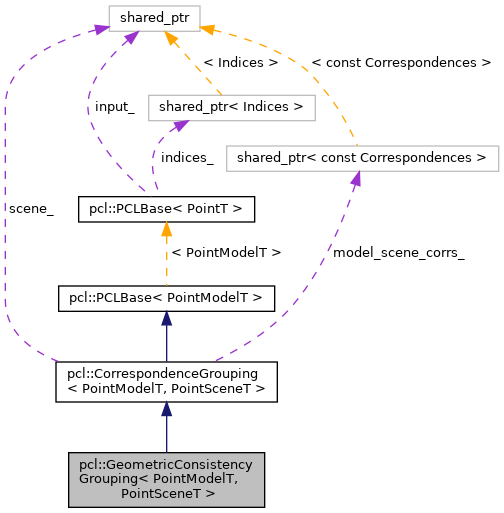 shared_ptr
< Indices >
< const Correspondences >
input_
shared_ptr< Indices >
indices_
shared_ptr< const Correspondences >
scene_
pcl::PCLBase< PointT >
< PointModelT >
model_scene_corrs_
pcl::PCLBase< PointModelT >
pcl::CorrespondenceGrouping
< PointModelT, PointSceneT >
pcl::GeometricConsistency
Grouping< PointModelT,
PointSceneT >